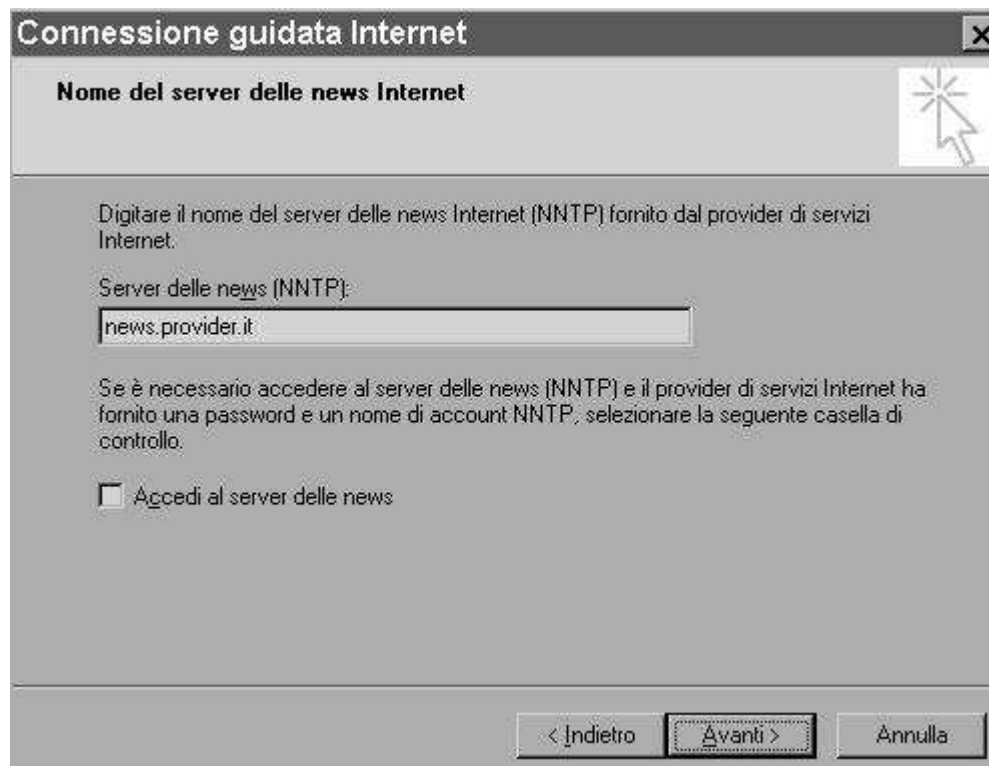 Connessione guidata Internet
Nome del server delle news Internet
Digitare il nome del server delle news Internet (NNTP) fornito dal provider di servizi
Internet.
Server delle news (NNTP):
news.provider.it
Se è necessario accedere al server delle news (NNTP) e il provider di servizi Internet ha
fornito una password e un nome di account NNTP, selezionare la seguente casella di
controllo.
Accedi al server delle news
< Indietro
Avanti >
Annulla